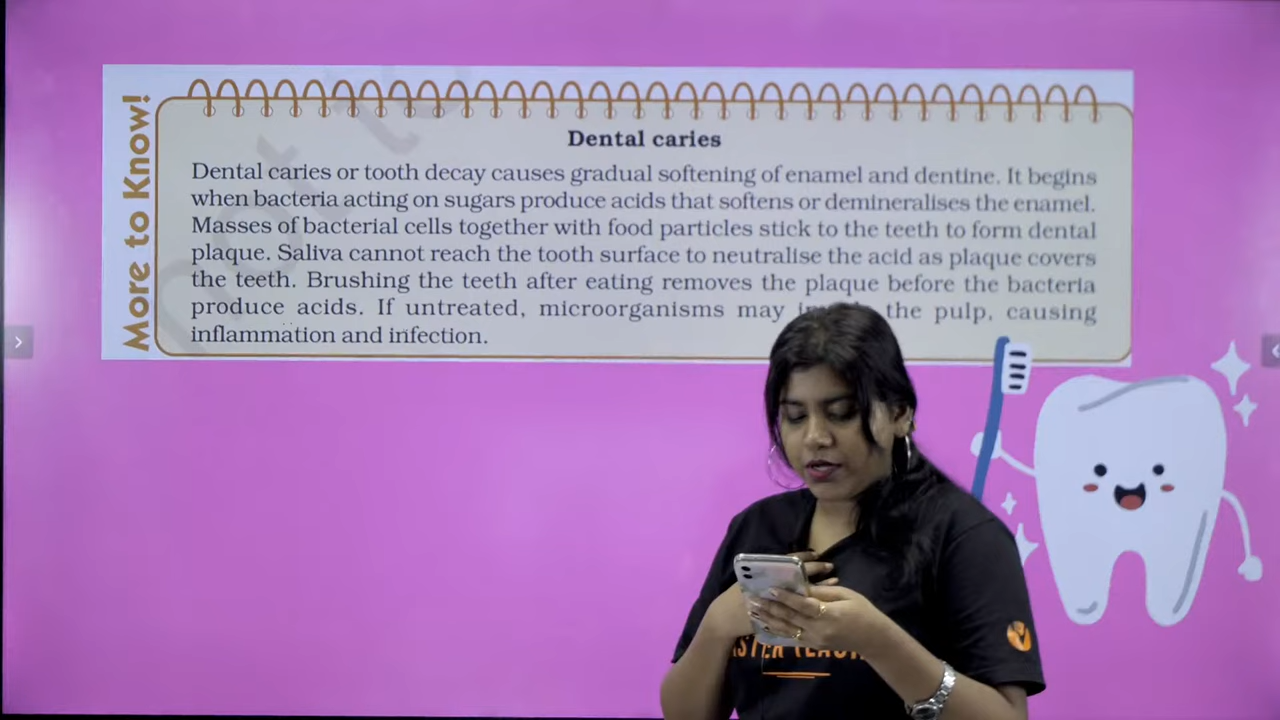 More to Know!
Dental caries
Dental caries or tooth decay causes gradual softening of enamel and dentine. It begins
when bacteria acting on sugars produce acids that softens or demineralises the enamel.
Masses of bacterial cells together with food particles stick to the teeth to form dental
plaque. Saliva cannot reach the tooth surface to neutralise the acid as plaque covers
the teeth. Brushing the teeth after eating removes the plaque before the bacteria
produce acids. If untreated, microorganisms may the pulp, causing
inflammation and infection.
not to